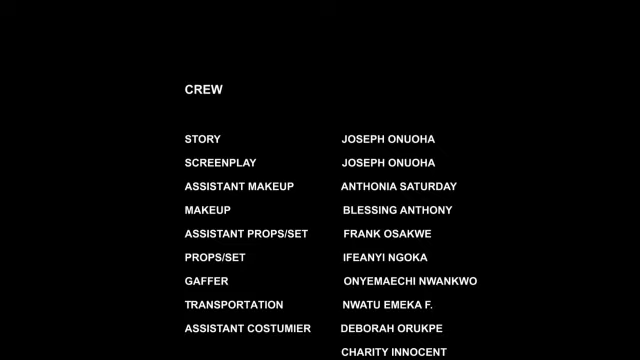 CREW
STORY JOSEPH ONUOHA
SCREENPLAY JOSEPH ONUOHA
ASSISTANT MAKEUP ANTHONIA SATURDAY
MAKEUP BLESSING ANTHONY
ASSISTANT PROPS/SET FRANK OSAKWE
PROPS/SET IFEANYI NGOKA
GAFFER ONYEMAECHI NWANKWO
TRANSPORTATION NWATU EMEKA F.
ASSISTANT COSTUMIER DEBORAH ORUKPE
CHARITY INNOCENT